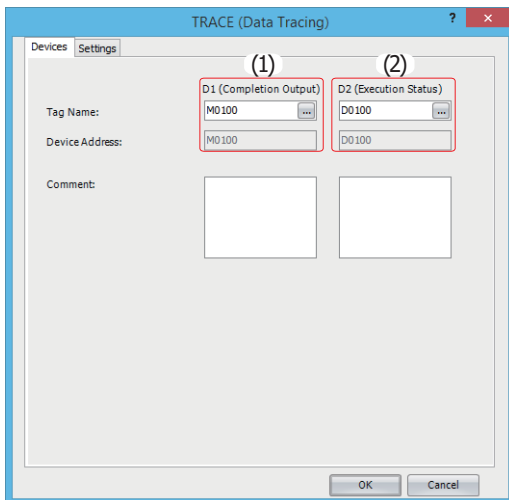 TRACE (Data Tracing)
?
×
Devices Settings
(1) (2)
D1 (Completion Output) D2 (Execution Status)
Tag Name: M0100 ... D0100 ...
Device Address: M0100 D0100
Comment:
OK Cancel